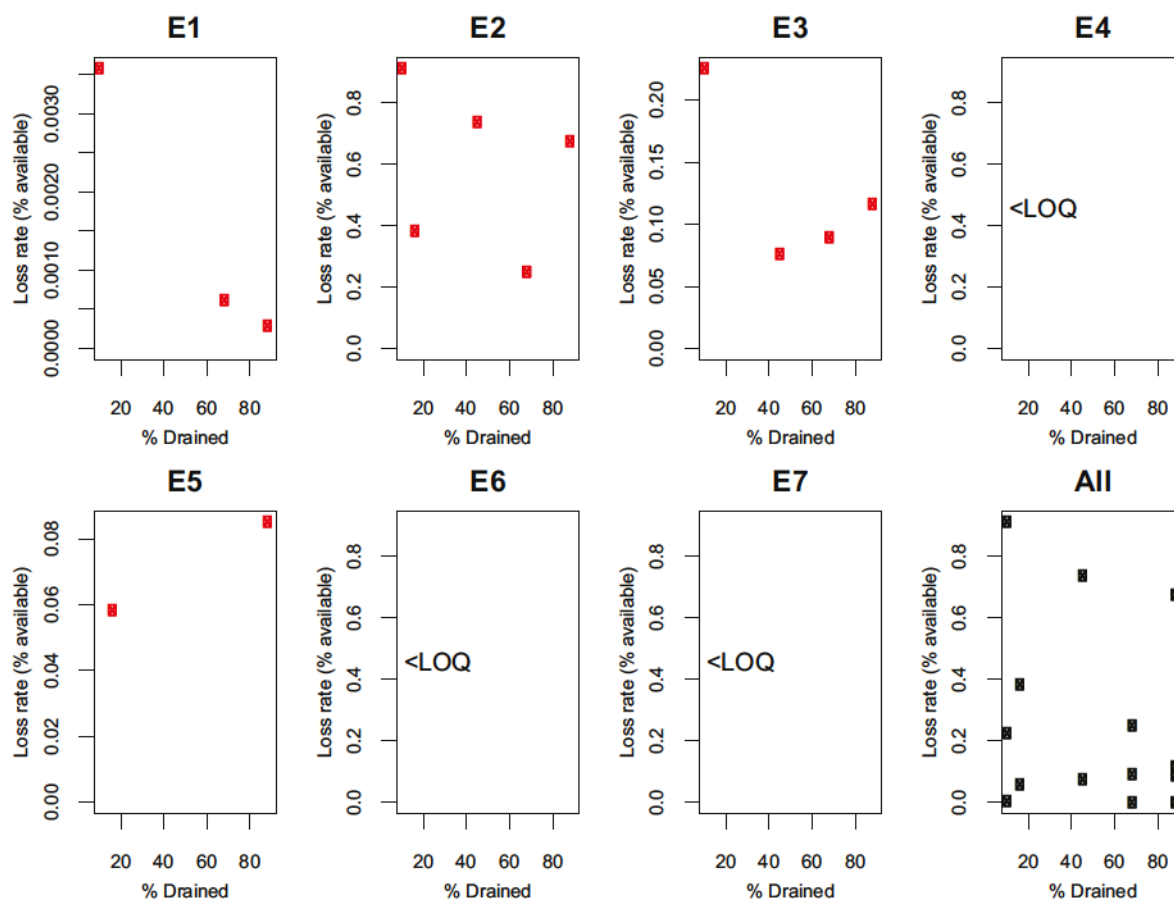 E1 E2 E3 E4
Loss rate (% available) Loss rate (% available) Loss rate (% available) Loss rate (% available)
0.0030 0.8 0.20 0.8
0.0020 0.6 0.15 0.6
0.0010 0.4 0.10 0.4 <LOQ
0.0000 0.2 0.05 0.2
0.0 0.00 0.0
20 40 60 80 20 40 60 80 20 40 60 80 20 40 60 80
% Drained % Drained % Drained % Drained
E5 E6 E7 All
Loss rate (% available) Loss rate (% available) Loss rate (% available) Loss rate (% available)
0.08 0.8 0.8 0.8
0.06 0.6 0.6 0.6
0.04 0.4 <LOQ 0.4 <LOQ 0.4
0.02 0.2 0.2 0.2
0.00 0.0 0.0 0.0
20 40 60 80 20 40 60 80 20 40 60 80 20 40 60 80
% Drained % Drained % Drained % Drained